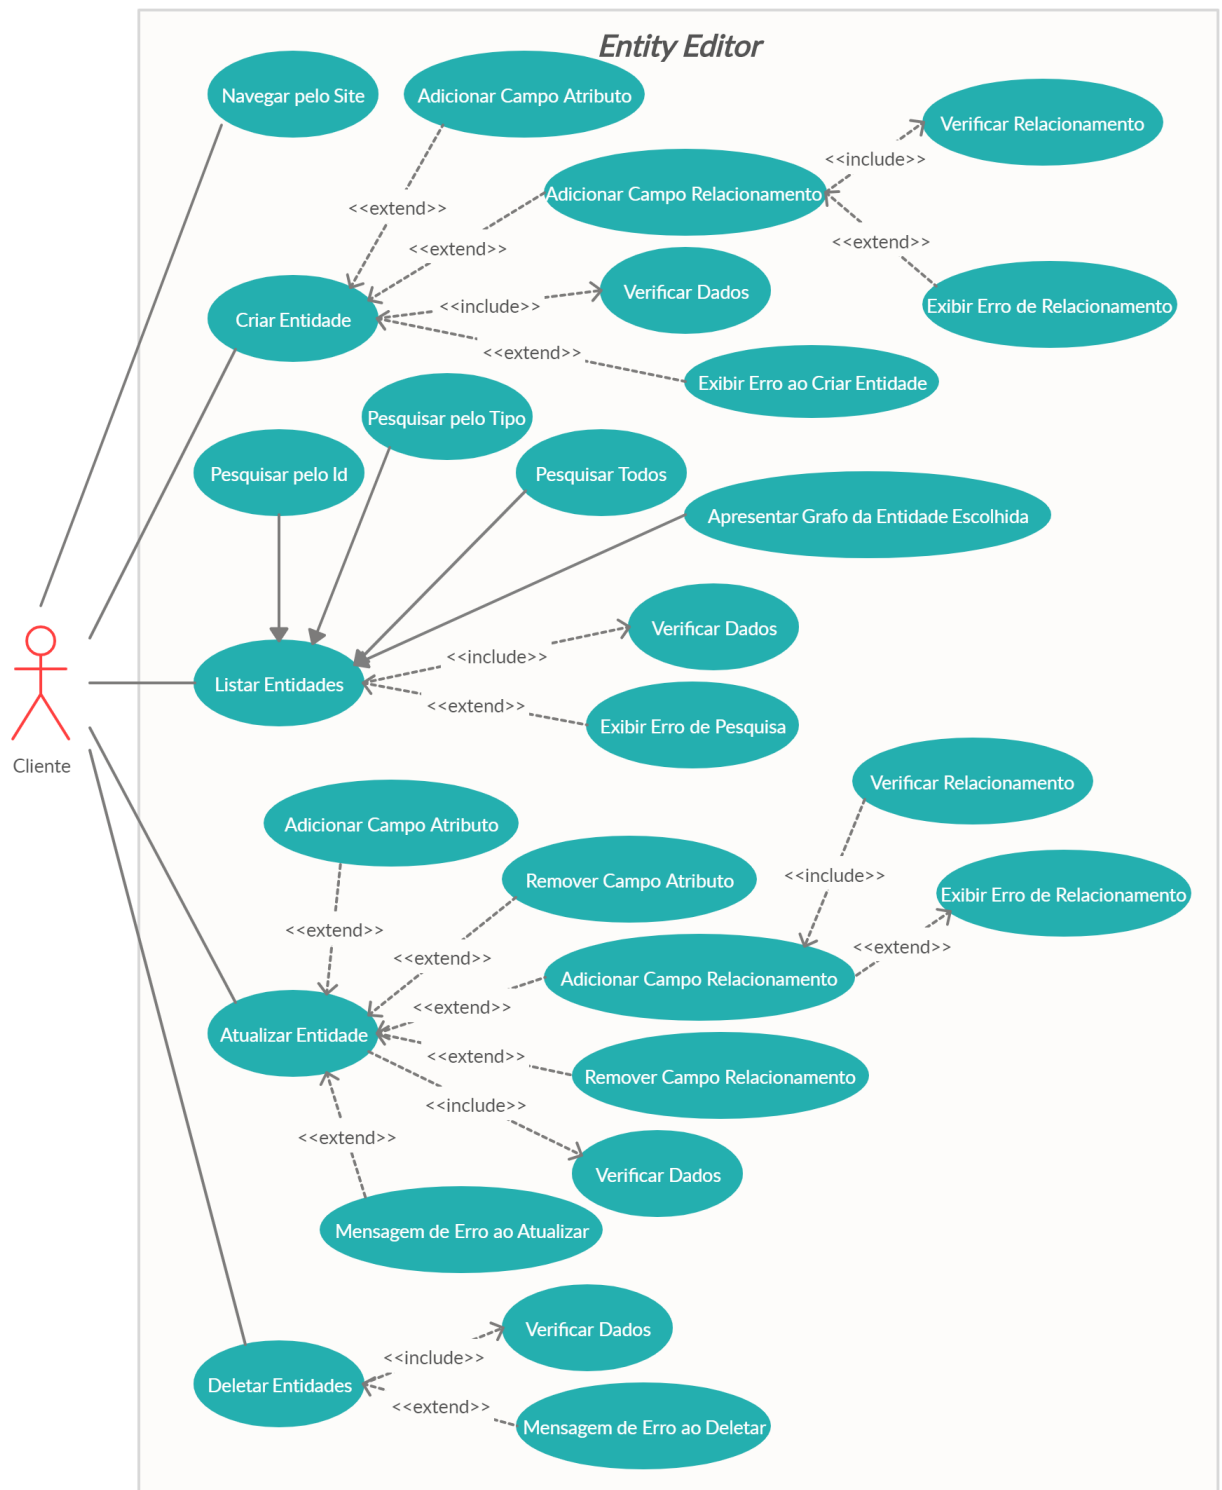 Entity Editor
Navegar pelo Site
Adicionar Campo Atributo
Verificar Relacionamento
<<include>>
Adicionar Campo Relacionamento
<<extend>>
<<extend>>
<<extend>>
Verificar Dados
<<include>>
Exibir Erro de Relacionamento
Criar Entidade
<<extend>>
Exibir Erro ao Criar Entidade
Pesquisar pelo Tipo
Pesquisar pelo Id
Pesquisar Todos
Apresentar Grafo da Entidade Escolhida
Verificar Dados
<<include>>
Listar Entidades
<<extend>>
Exibir Erro de Pesquisa
Cliente
Verificar Relacionamento
Adicionar Campo Atributo
<<include>>
Remover Campo Atributo
Exibir Erro de Relacionamento
<<extend>>
<<extend>>
<<extend>>
Adicionar Campo Relacionamento
<<extend>>
Atualizar Entidade
<<extend>>
Remover Campo Relacionamento
<<include>>
<<extend>>
Verificar Dados
Mensagem de Erro ao Atualizar
Verificar Dados
<<include>>
Deletar Entidades
<<extend>>
Mensagem de Erro ao Deletar